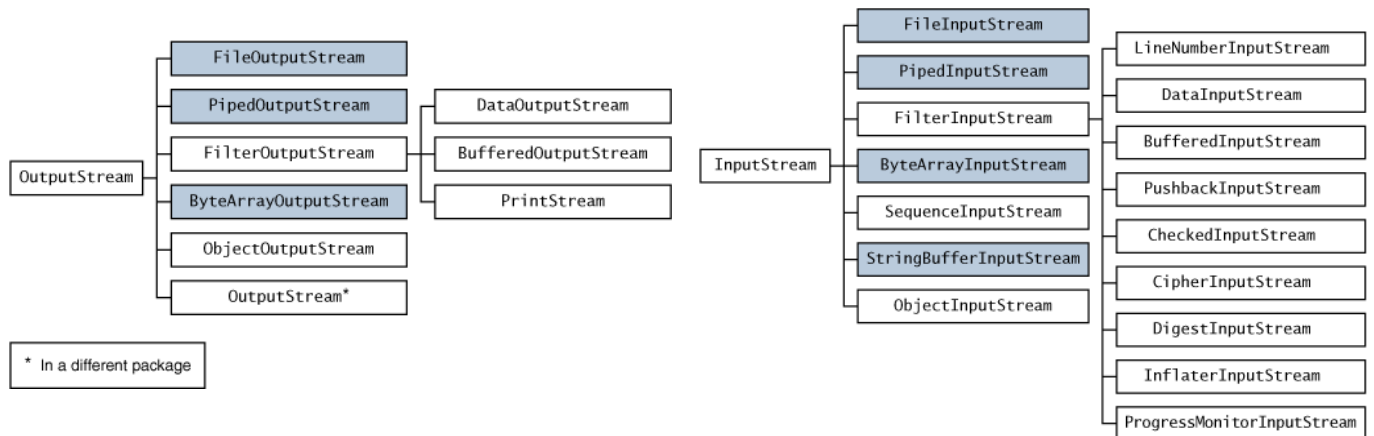 OutputStream
FileOutputStream
PipedOutputStream
FilterOutputStream
ByteArrayOutputStream
ObjectOutputStream
OutputStream*
DataOutputStream
BufferedOutputStream
PrintStream
* In a different package
InputStream
FileInputStream
PipedInputStream
FilterInputStream
ByteArrayInputStream
SequenceInputStream
StringBufferInputStream
ObjectInputStream
LineNumberInputStream
DataInputStream
BufferedInputStream
PushbackInputStream
CheckedInputStream
CipherInputStream
DigestInputStream
InflaterInputStream
ProgressMonitorInputStream